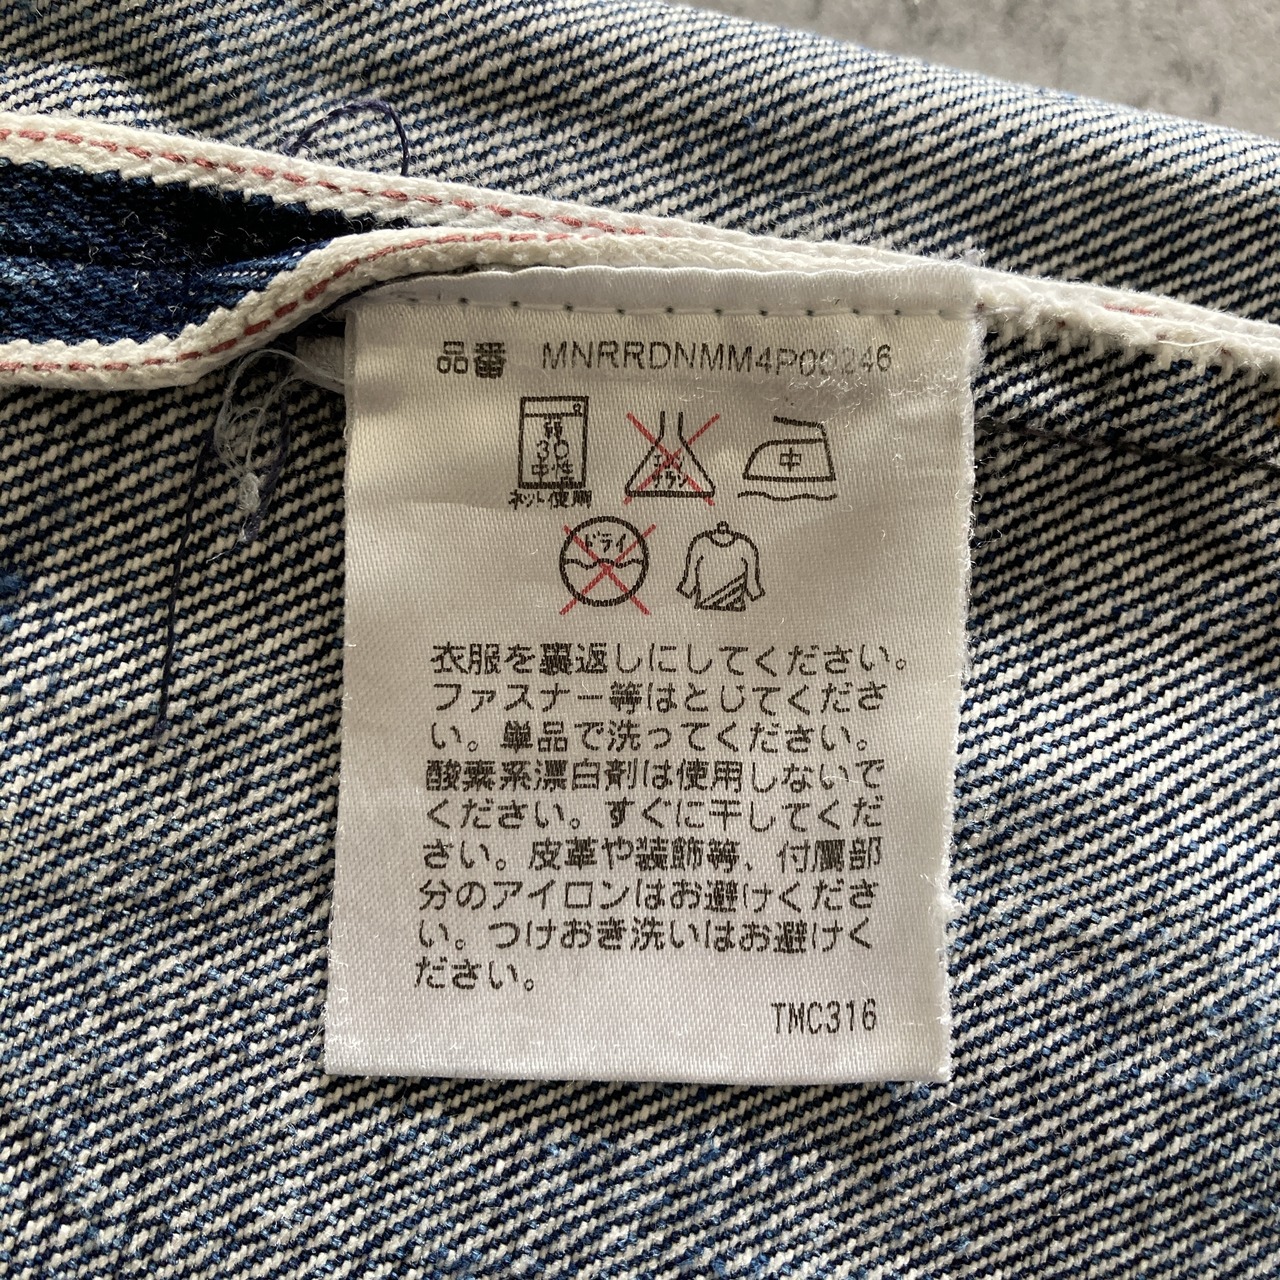 品番
弱
30
中性
ネット使用
エンソ
サラシ
中
ドライ
衣服を裏返しにしてください。
ファスナー等はとじてくださ
い。単品で洗ってください。
酸素系漂白剤は使用しないで
ください。すぐに干してくだ
さい。皮革や装飾等、付属部
分のアイロンはお避けくださ
い。つけおき洗いはお避けく
ださい。
TMC316